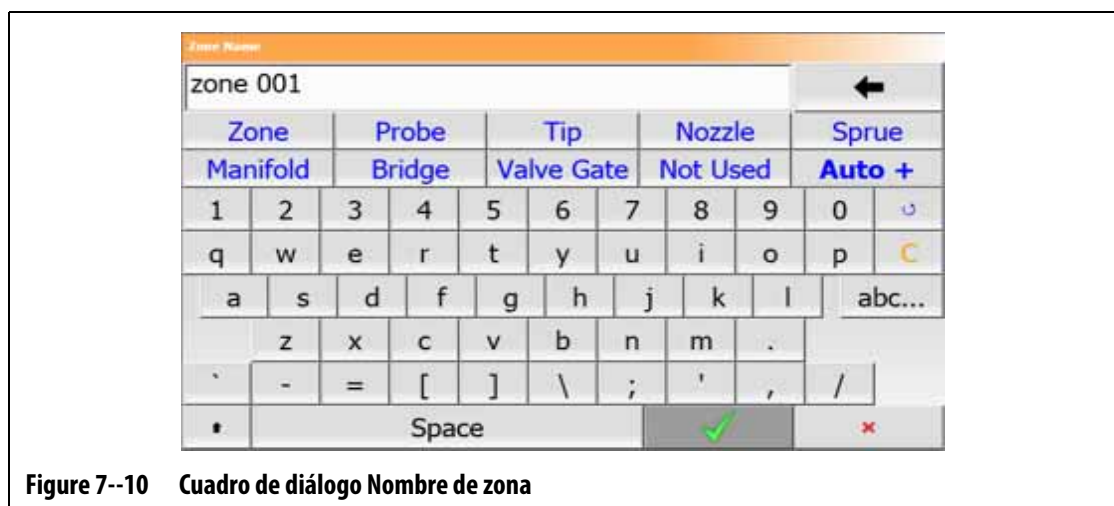 Zone Name
zone 001
Zone Probe Tip Nozzle Sprue
Manifold Bridge Valve Gate Not Used Auto +
1 2 3 4 5 6 7 8 9 0
q w e r t y u i o p C
a s d f g h j k l abc...
z x c v b n m .
` - = [ ] \ ; ' , /
Space
Figure 7--10 Cuadro de diálogo Nombre de zona